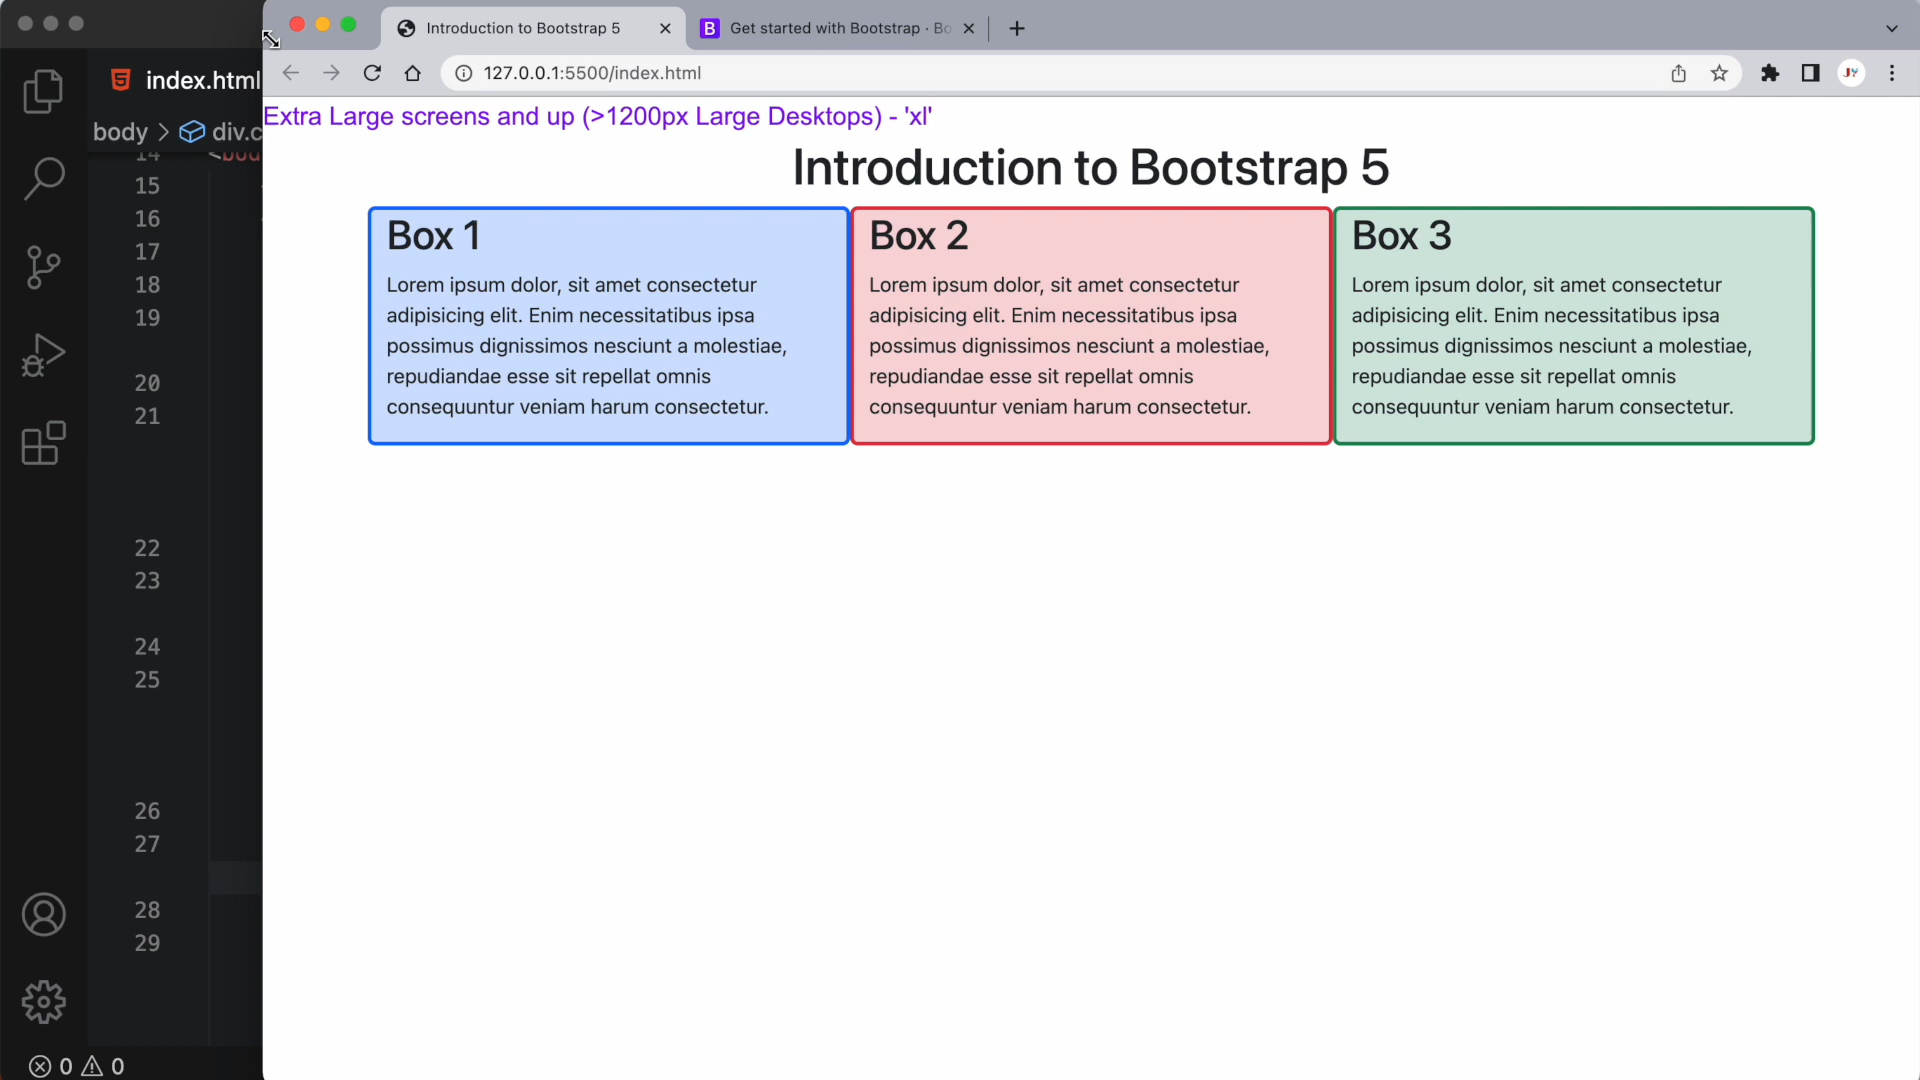 Introduction to Bootstrap 5
B Get started with Bootstrap · Bo
index.html
127.0.0.1:5500/index.html
body > div.c
Extra Large screens and up (>1200px Large Desktops) - 'xl'
Introduction to Bootstrap 5
Box 1
Lorem ipsum dolor, sit amet consectetur
adipisicing elit. Enim necessitatibus ipsa
possimus dignissimos nesciunt a molestiae,
repudiandae esse sit repellat omnis
consequuntur veniam harum consectetur.
Box 2
Lorem ipsum dolor, sit amet consectetur
adipisicing elit. Enim necessitatibus ipsa
possimus dignissimos nesciunt a molestiae,
repudiandae esse sit repellat omnis
consequuntur veniam harum consectetur.
Box 3
Lorem ipsum dolor, sit amet consectetur
adipisicing elit. Enim necessitatibus ipsa
possimus dignissimos nesciunt a molestiae,
repudiandae esse sit repellat omnis
consequuntur veniam harum consectetur.
14
15
16
17
18
19
20
21
22
23
24
25
26
27
28
29
0 0
JY